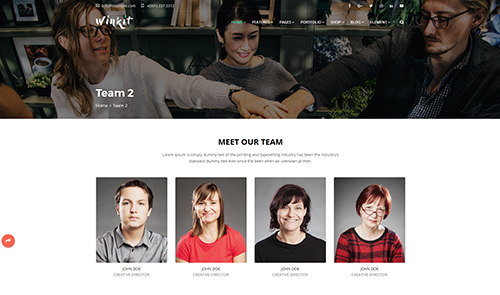 info@example.com +0(00) 237 2372
Winkit
HOME FEATURES PAGES PORTFOLIO SHOP BLOG ELEMENT
Team 2
Home > Team 2
MEET OUR TEAM
Lorem Ipsum is simply dummy text of the printing and typesetting industry has been the industry's
standard dummy text ever since the been when an unknown printer.
JOHN DOE
CREATIVE DIRECTOR
JOHN DOE
CREATIVE DIRECTOR
JOHN DOE
CREATIVE DIRECTOR
JOHN DOE
CREATIVE DIRECTOR